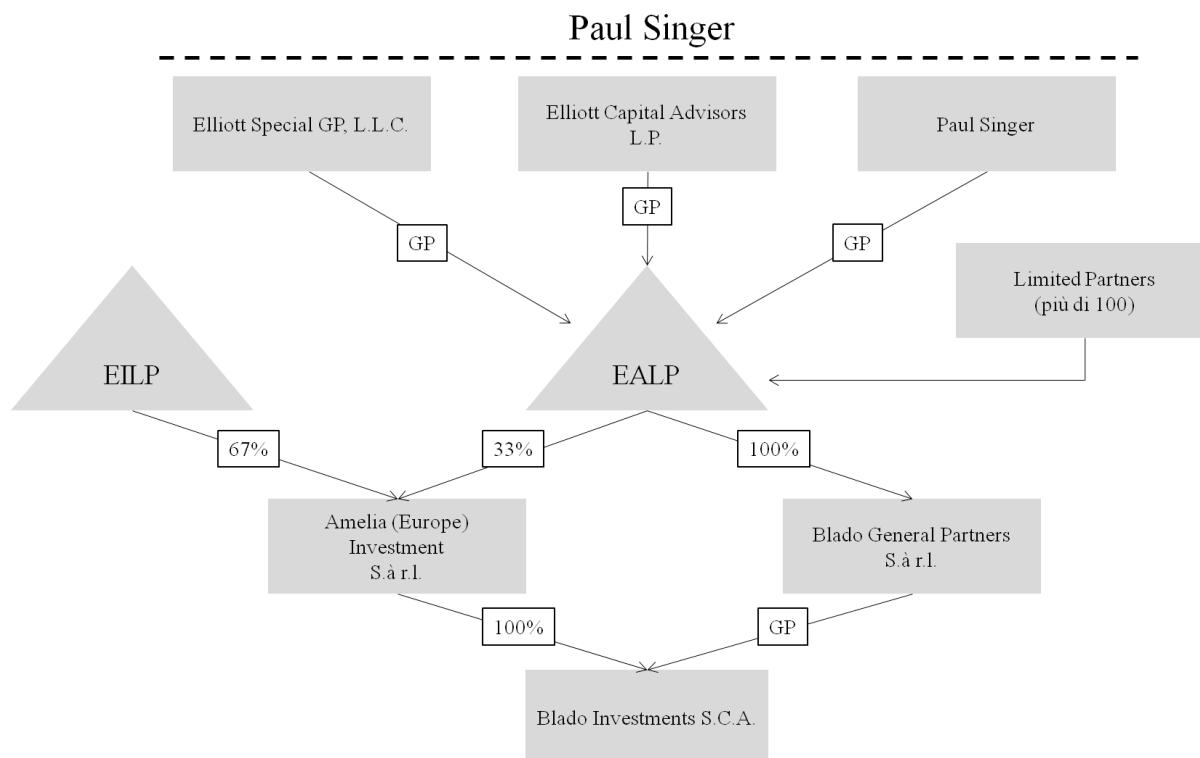 Paul Singer
Elliott Special GP, L.L.C.
Elliott Capital Advisors
L.P.
Paul Singer
GP
GP
GP
Limited Partners
(più di 100)
EILP
EALP
67%
33%
100%
Amelia (Europe)
Investment
S.à r.l.
Blado General Partners
S.à r.l.
100%
GP
Blado Investments S.C.A.